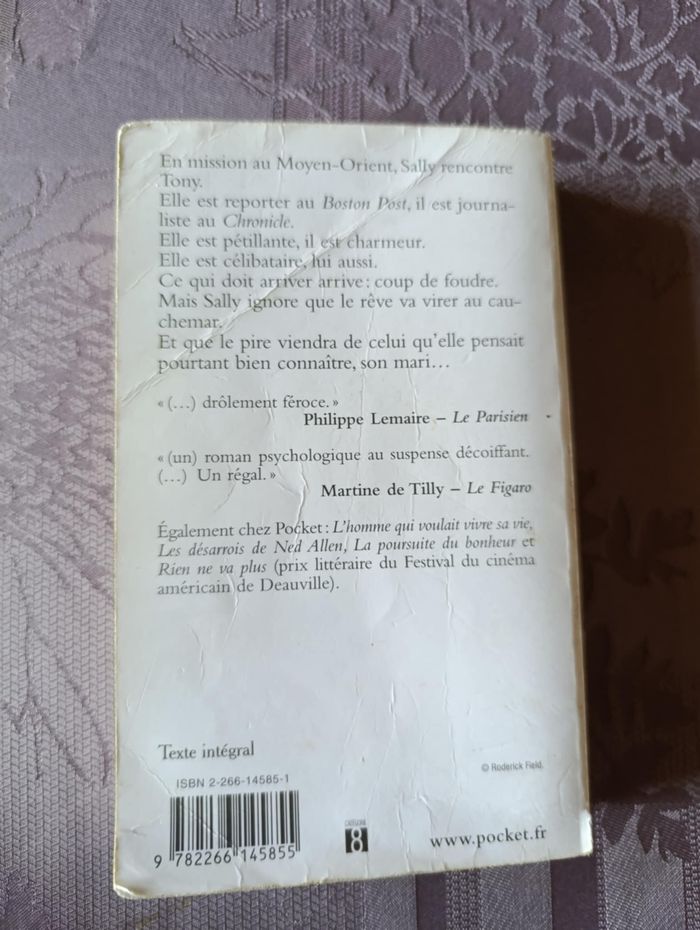 En mission au Moyen-Orient, Sally rencontre
Tony.
Elle est reporter au Boston Post, il est journa-
liste au Chronicle.
Elle est pétillante, il est charmeur.
Elle est célibataire, lui aussi.
Ce qui doit arriver arrive : coup de foudre.
Mais Sally ignore que le rêve va virer au cau-
chemar.
Et que le pire viendra de celui qu'elle pensait
pourtant bien connaître, son mari…
« (…) drôlement féroce. »
Philippe Lemaire – Le Parisien
« (un) roman psychologique au suspense décoiffant.
(…) Un régal. »
Martine de Tilly – Le Figaro
Également chez Pocket : L'homme qui voulait vivre sa vie,
Les désarrois de Ned Allen, La poursuite du bonheur et
Rien ne va plus (prix littéraire du Festival du cinéma
américain de Deauville).
Texte intégral
© Roderick Field.
ISBN 2-266-14585-1
9 782266 145855
CATÉGORIE
8
www.pocket.fr